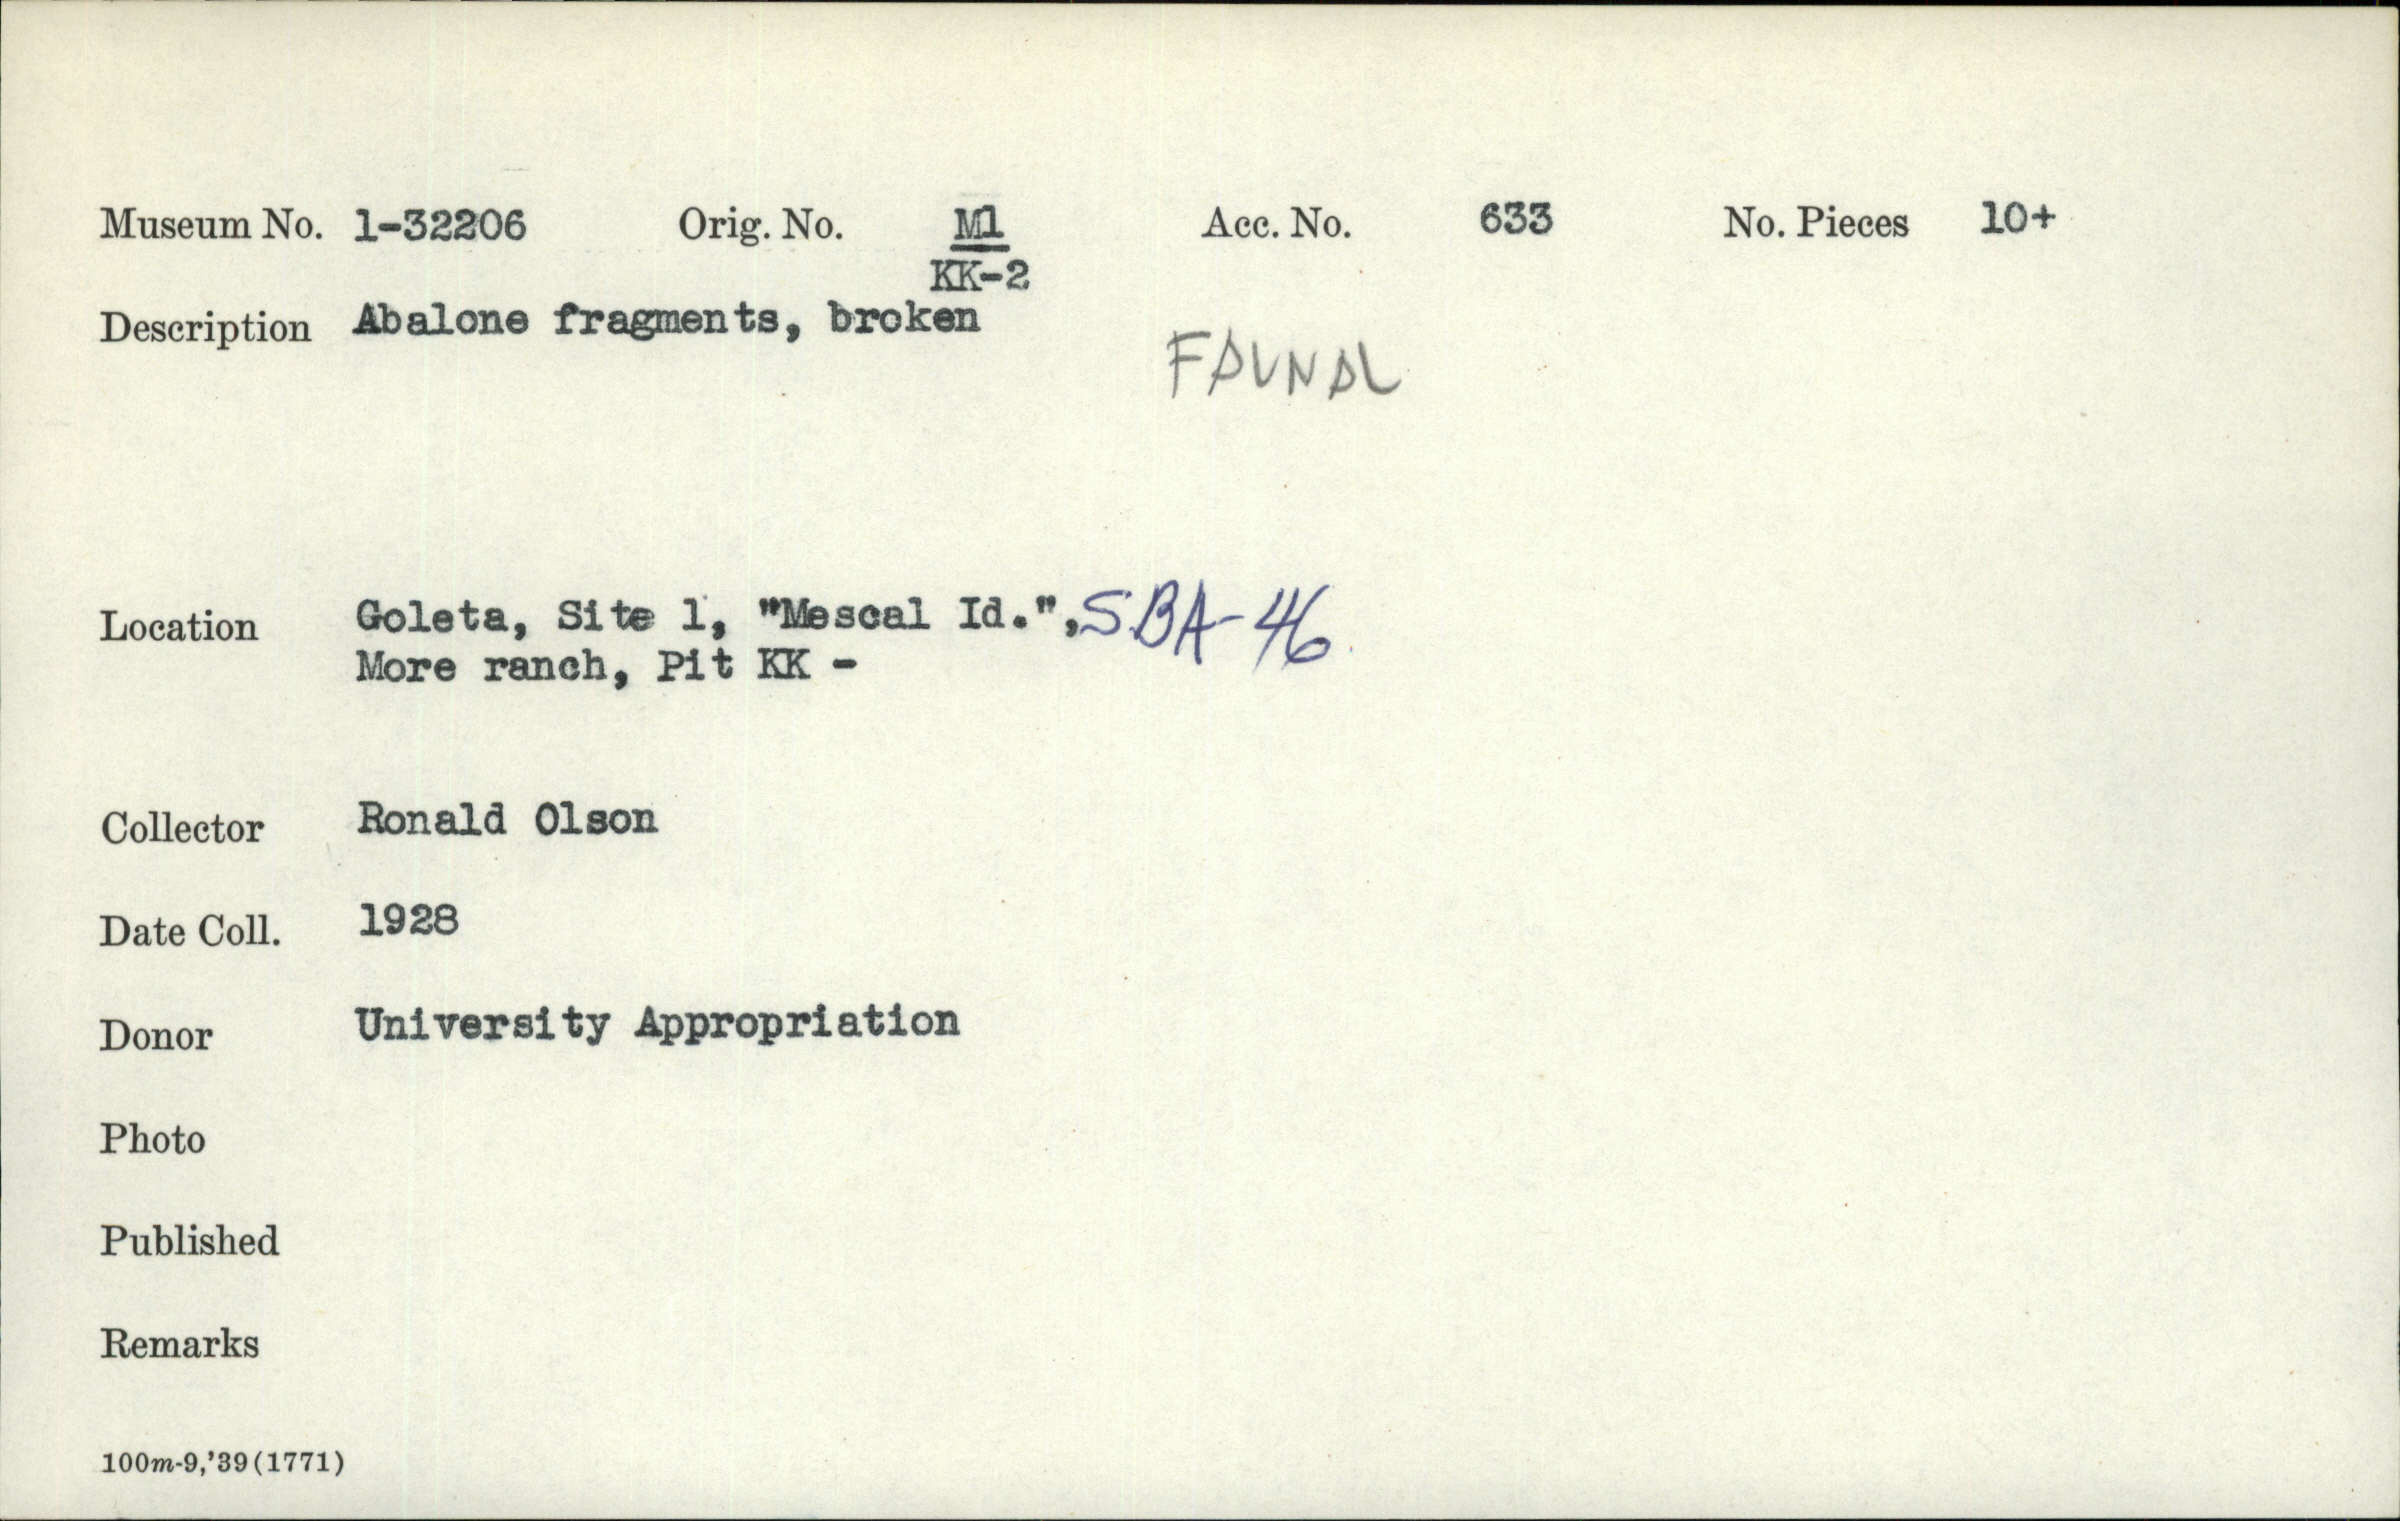 Museum No. 1-32206 Orig. No. M1 Acc. No. 633 No. Pieces 10+
KK-2
Description Abalone fragments, broken
FAUNAL
Location Goleta, Site 1, "Mescal Id.", SBA-46
More ranch, Pit KK -
Collector Ronald Olson
Date Coll. 1928
Donor University Appropriation
Photo
Published
Remarks
100m-9,'39(1771)